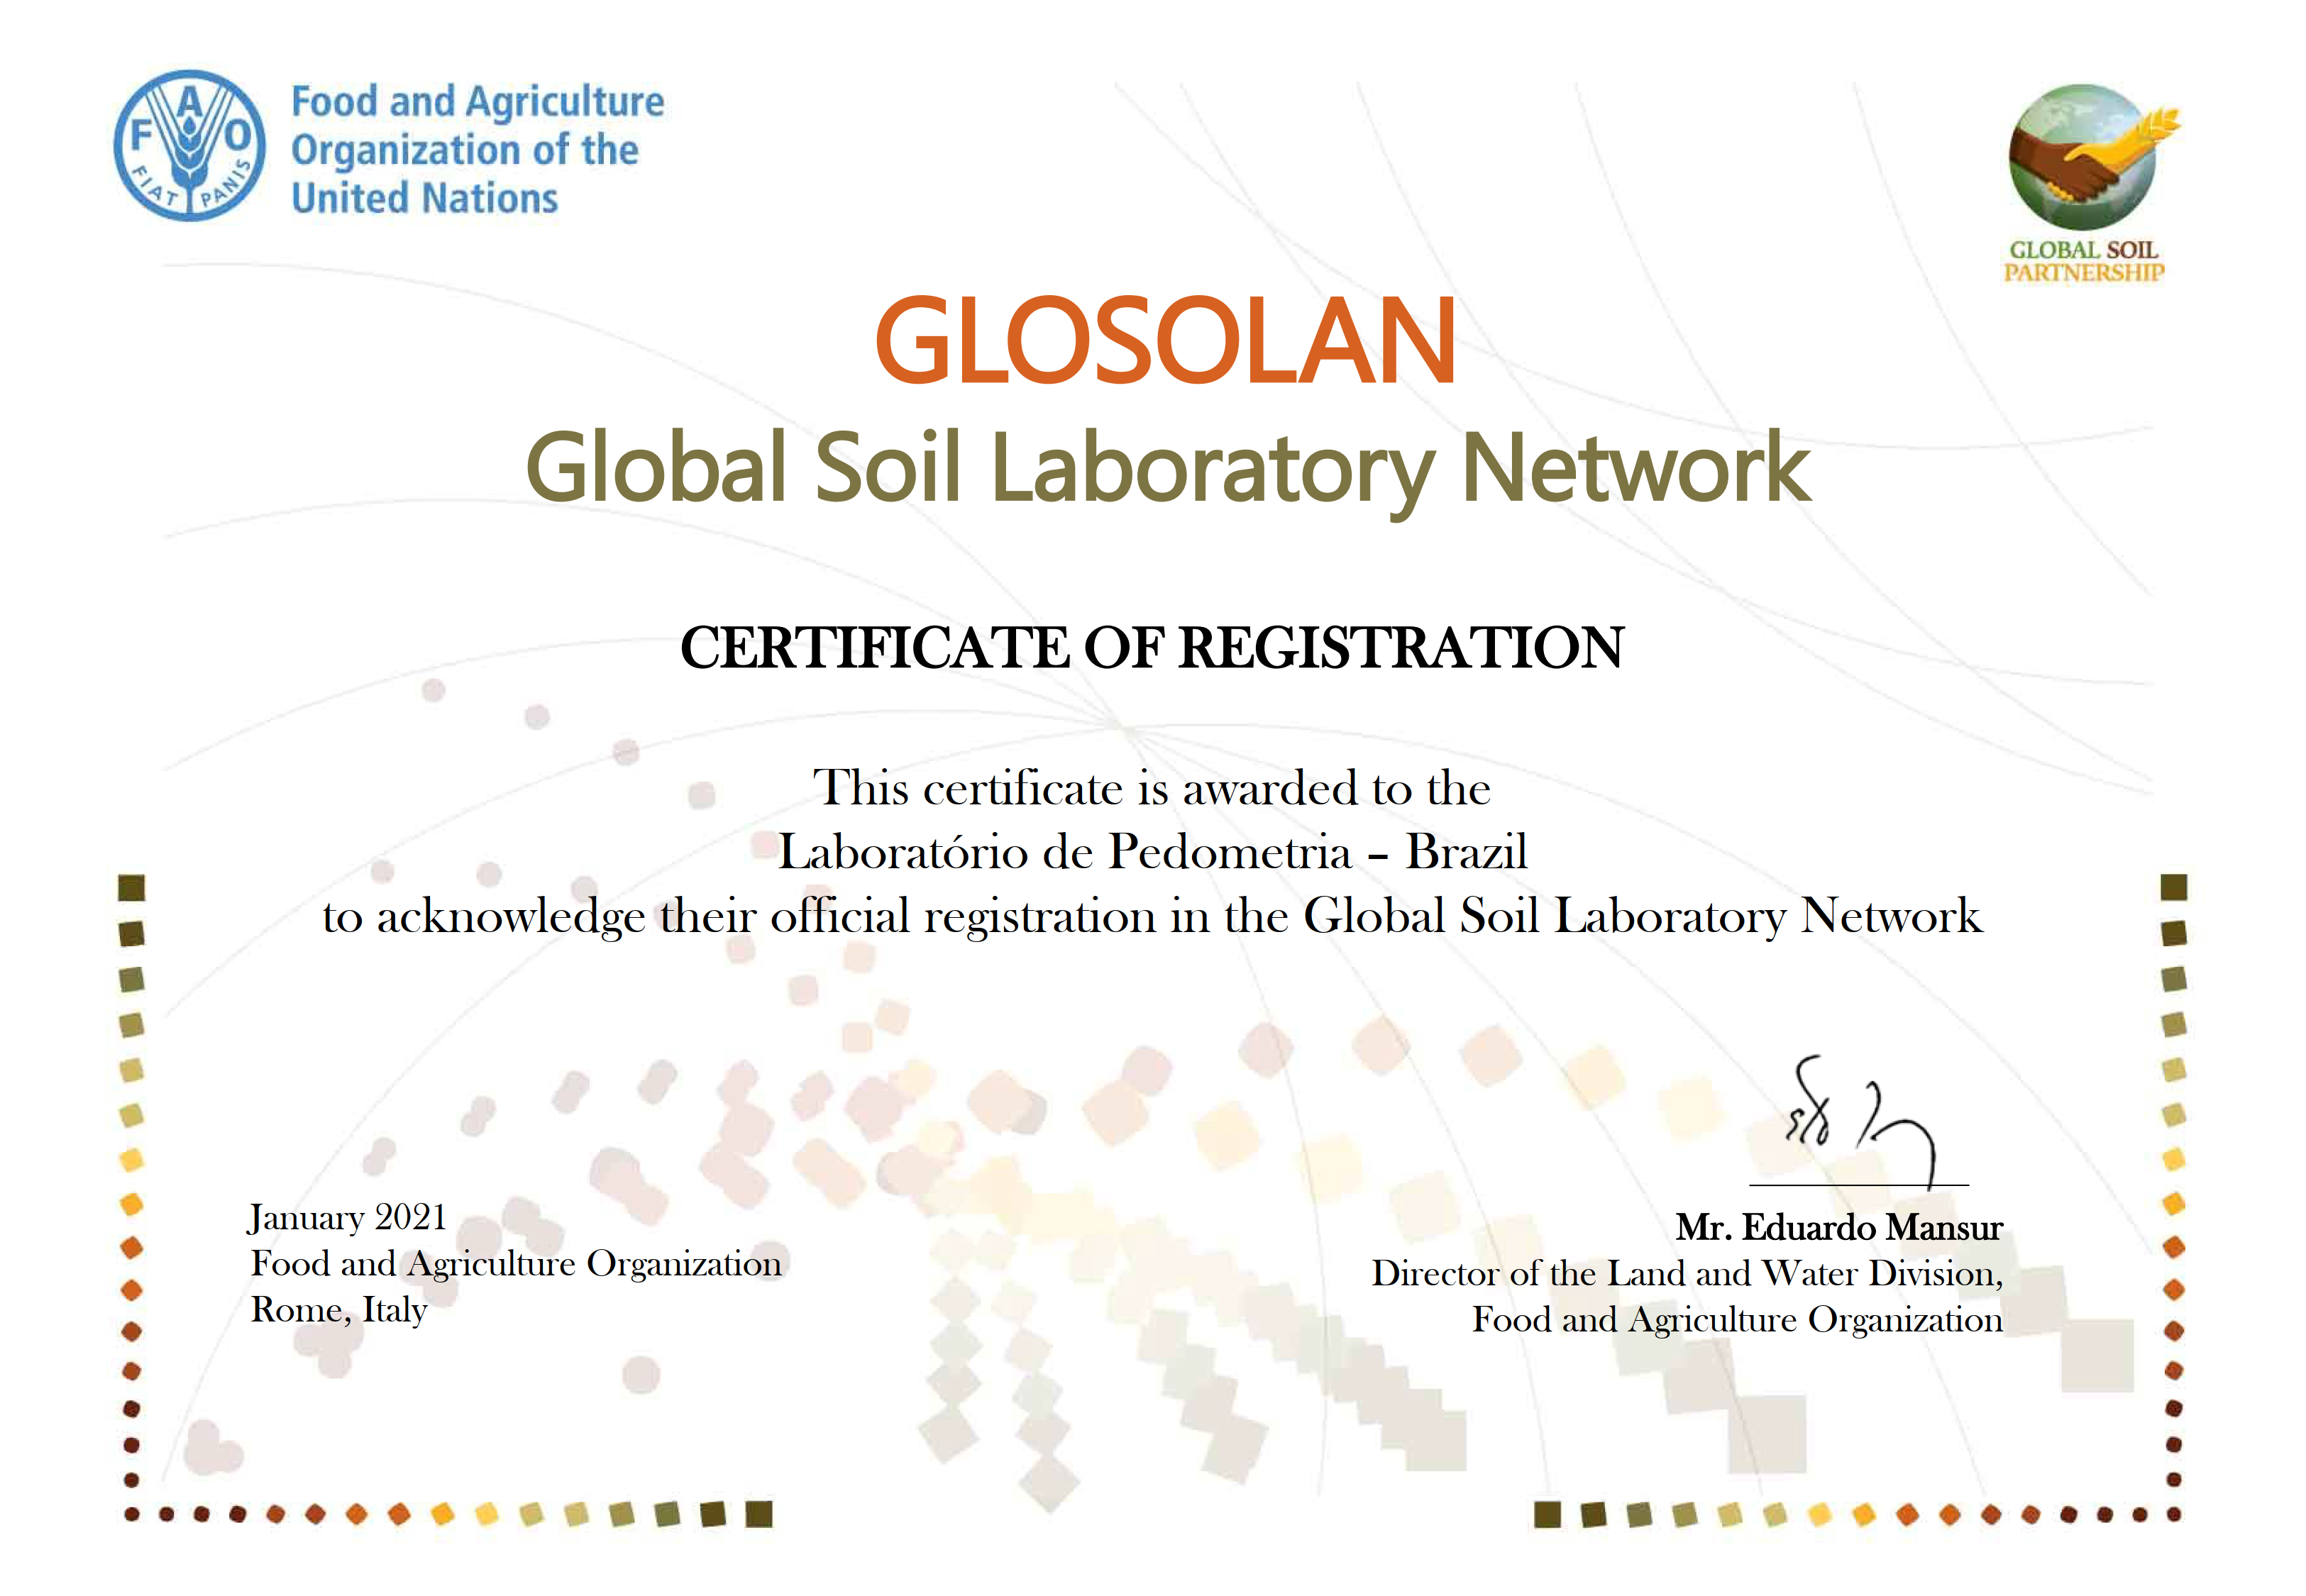 F A O
FIAT PANIS
Food and Agriculture
Organization of the
United Nations
GLOBAL SOIL
PARTNERSHIP
GLOSOLAN
Global Soil Laboratory Network
CERTIFICATE OF REGISTRATION
This certificate is awarded to the
Laboratório de Pedometria – Brazil
to acknowledge their official registration in the Global Soil Laboratory Network
January 2021
Food and Agriculture Organization
Rome, Italy
Mr. Eduardo Mansur
Director of the Land and Water Division,
Food and Agriculture Organization